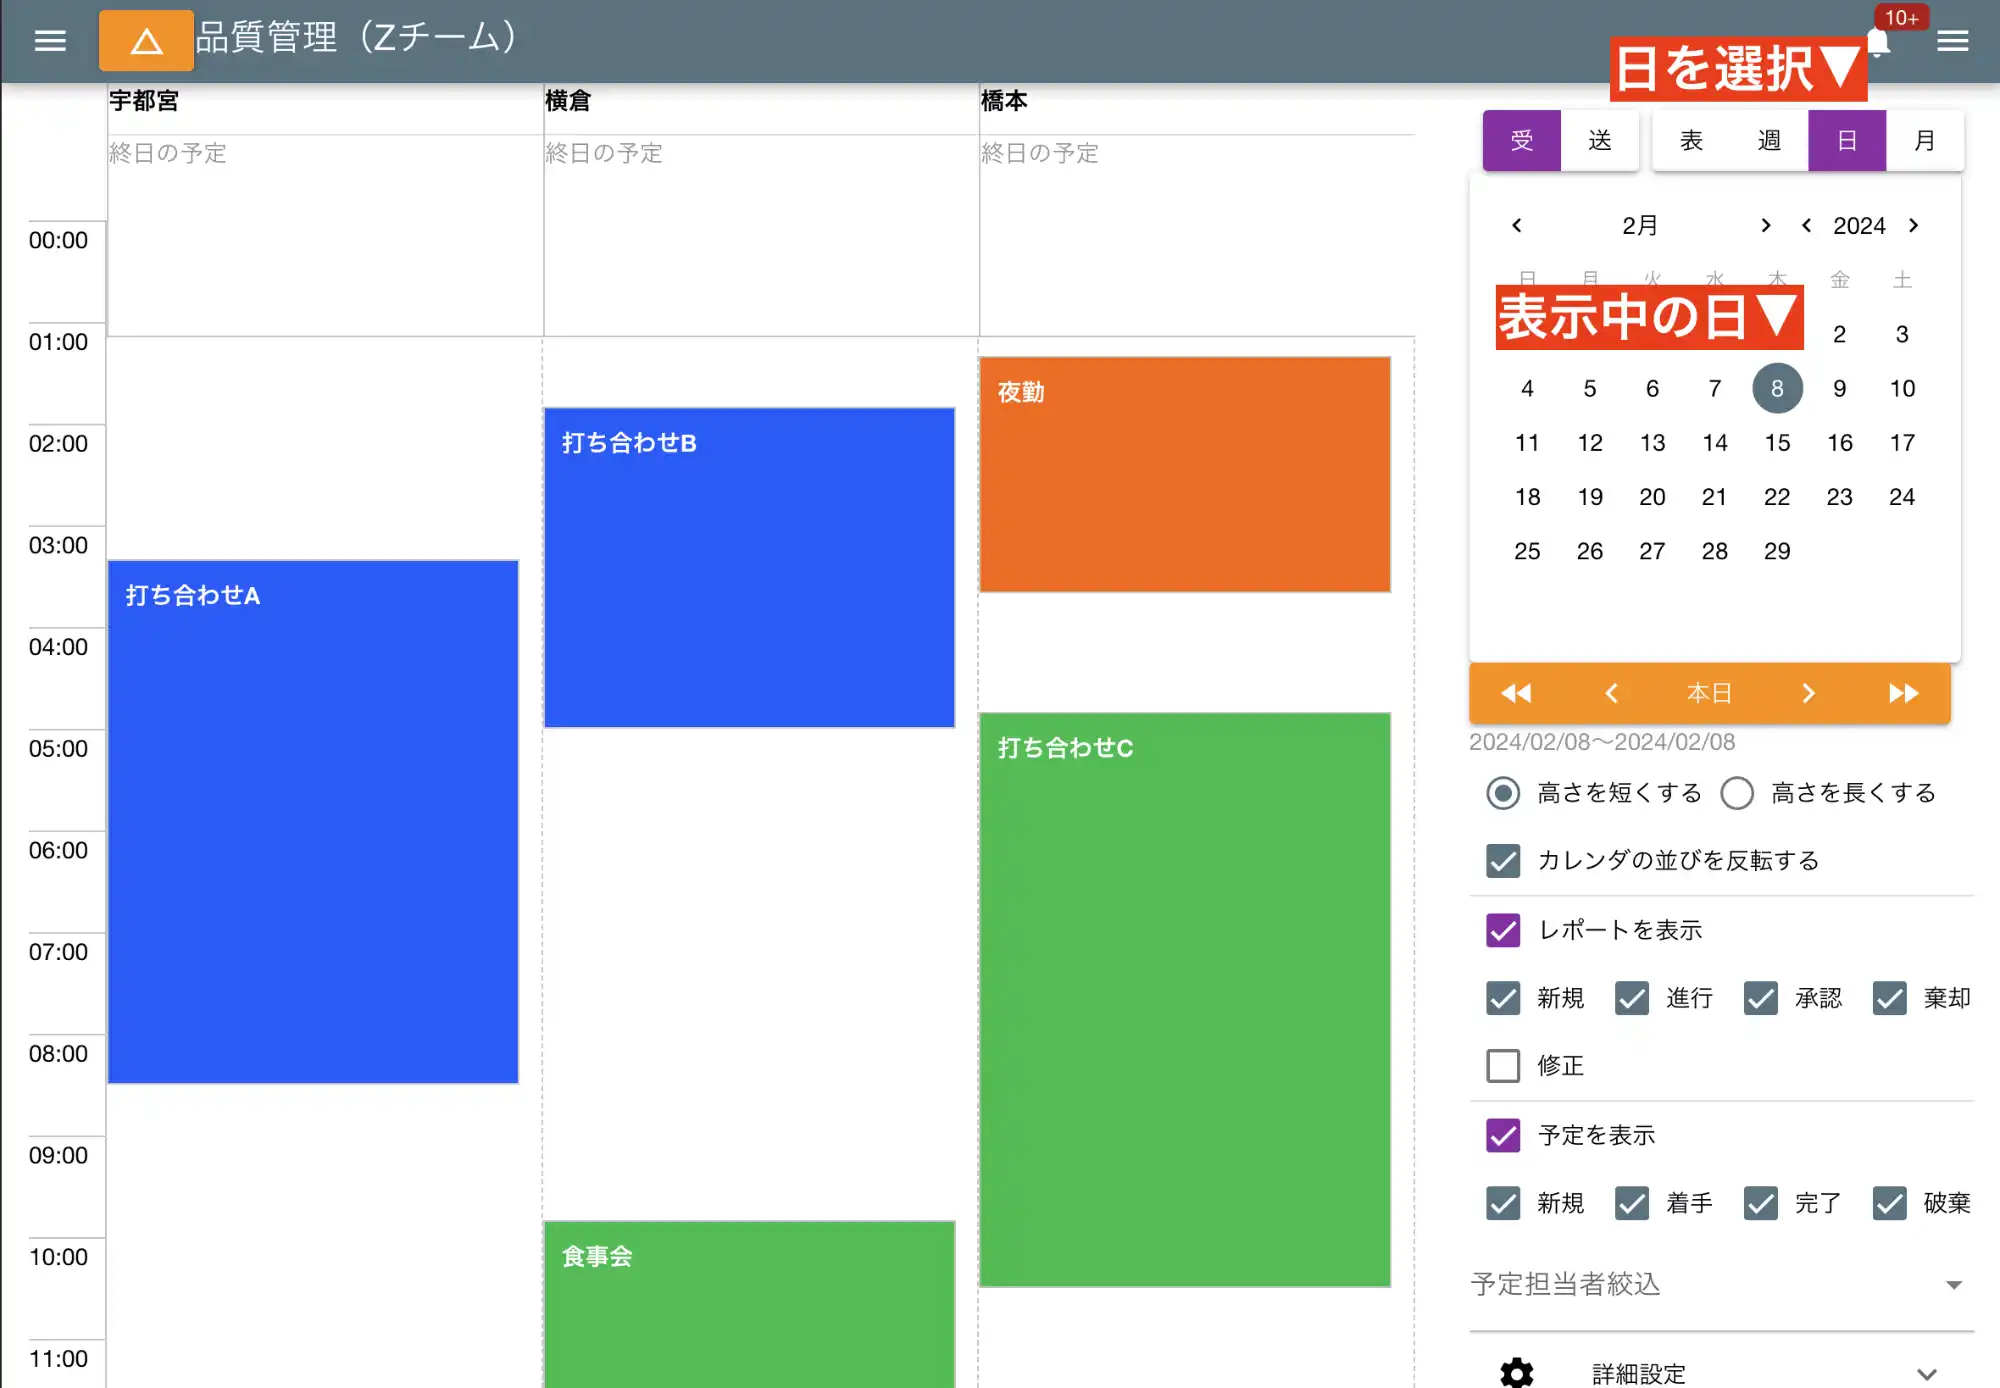 品質管理（Zチーム）
10+
日を選択▼
宇都宮 横倉 橋本
終日の予定 終日の予定 終日の予定
受 送 表 週 日 月
2月 2024
日 月 火 水 木 金 土
表示中の日▼ 2 3
4 5 6 7 8 9 10
11 12 13 14 15 16 17
18 19 20 21 22 23 24
25 26 27 28 29
本日
2024/02/08〜2024/02/08
高さを短くする 高さを長くする
カレンダの並びを反転する
レポートを表示
新規 進行 承認 棄却
修正
予定を表示
新規 着手 完了 破棄
予定担当者絞込
詳細設定
00:00
01:00
02:00
03:00
04:00
05:00
06:00
07:00
08:00
09:00
10:00
11:00
打ち合わせA
打ち合わせB
食事会
夜勤
打ち合わせC